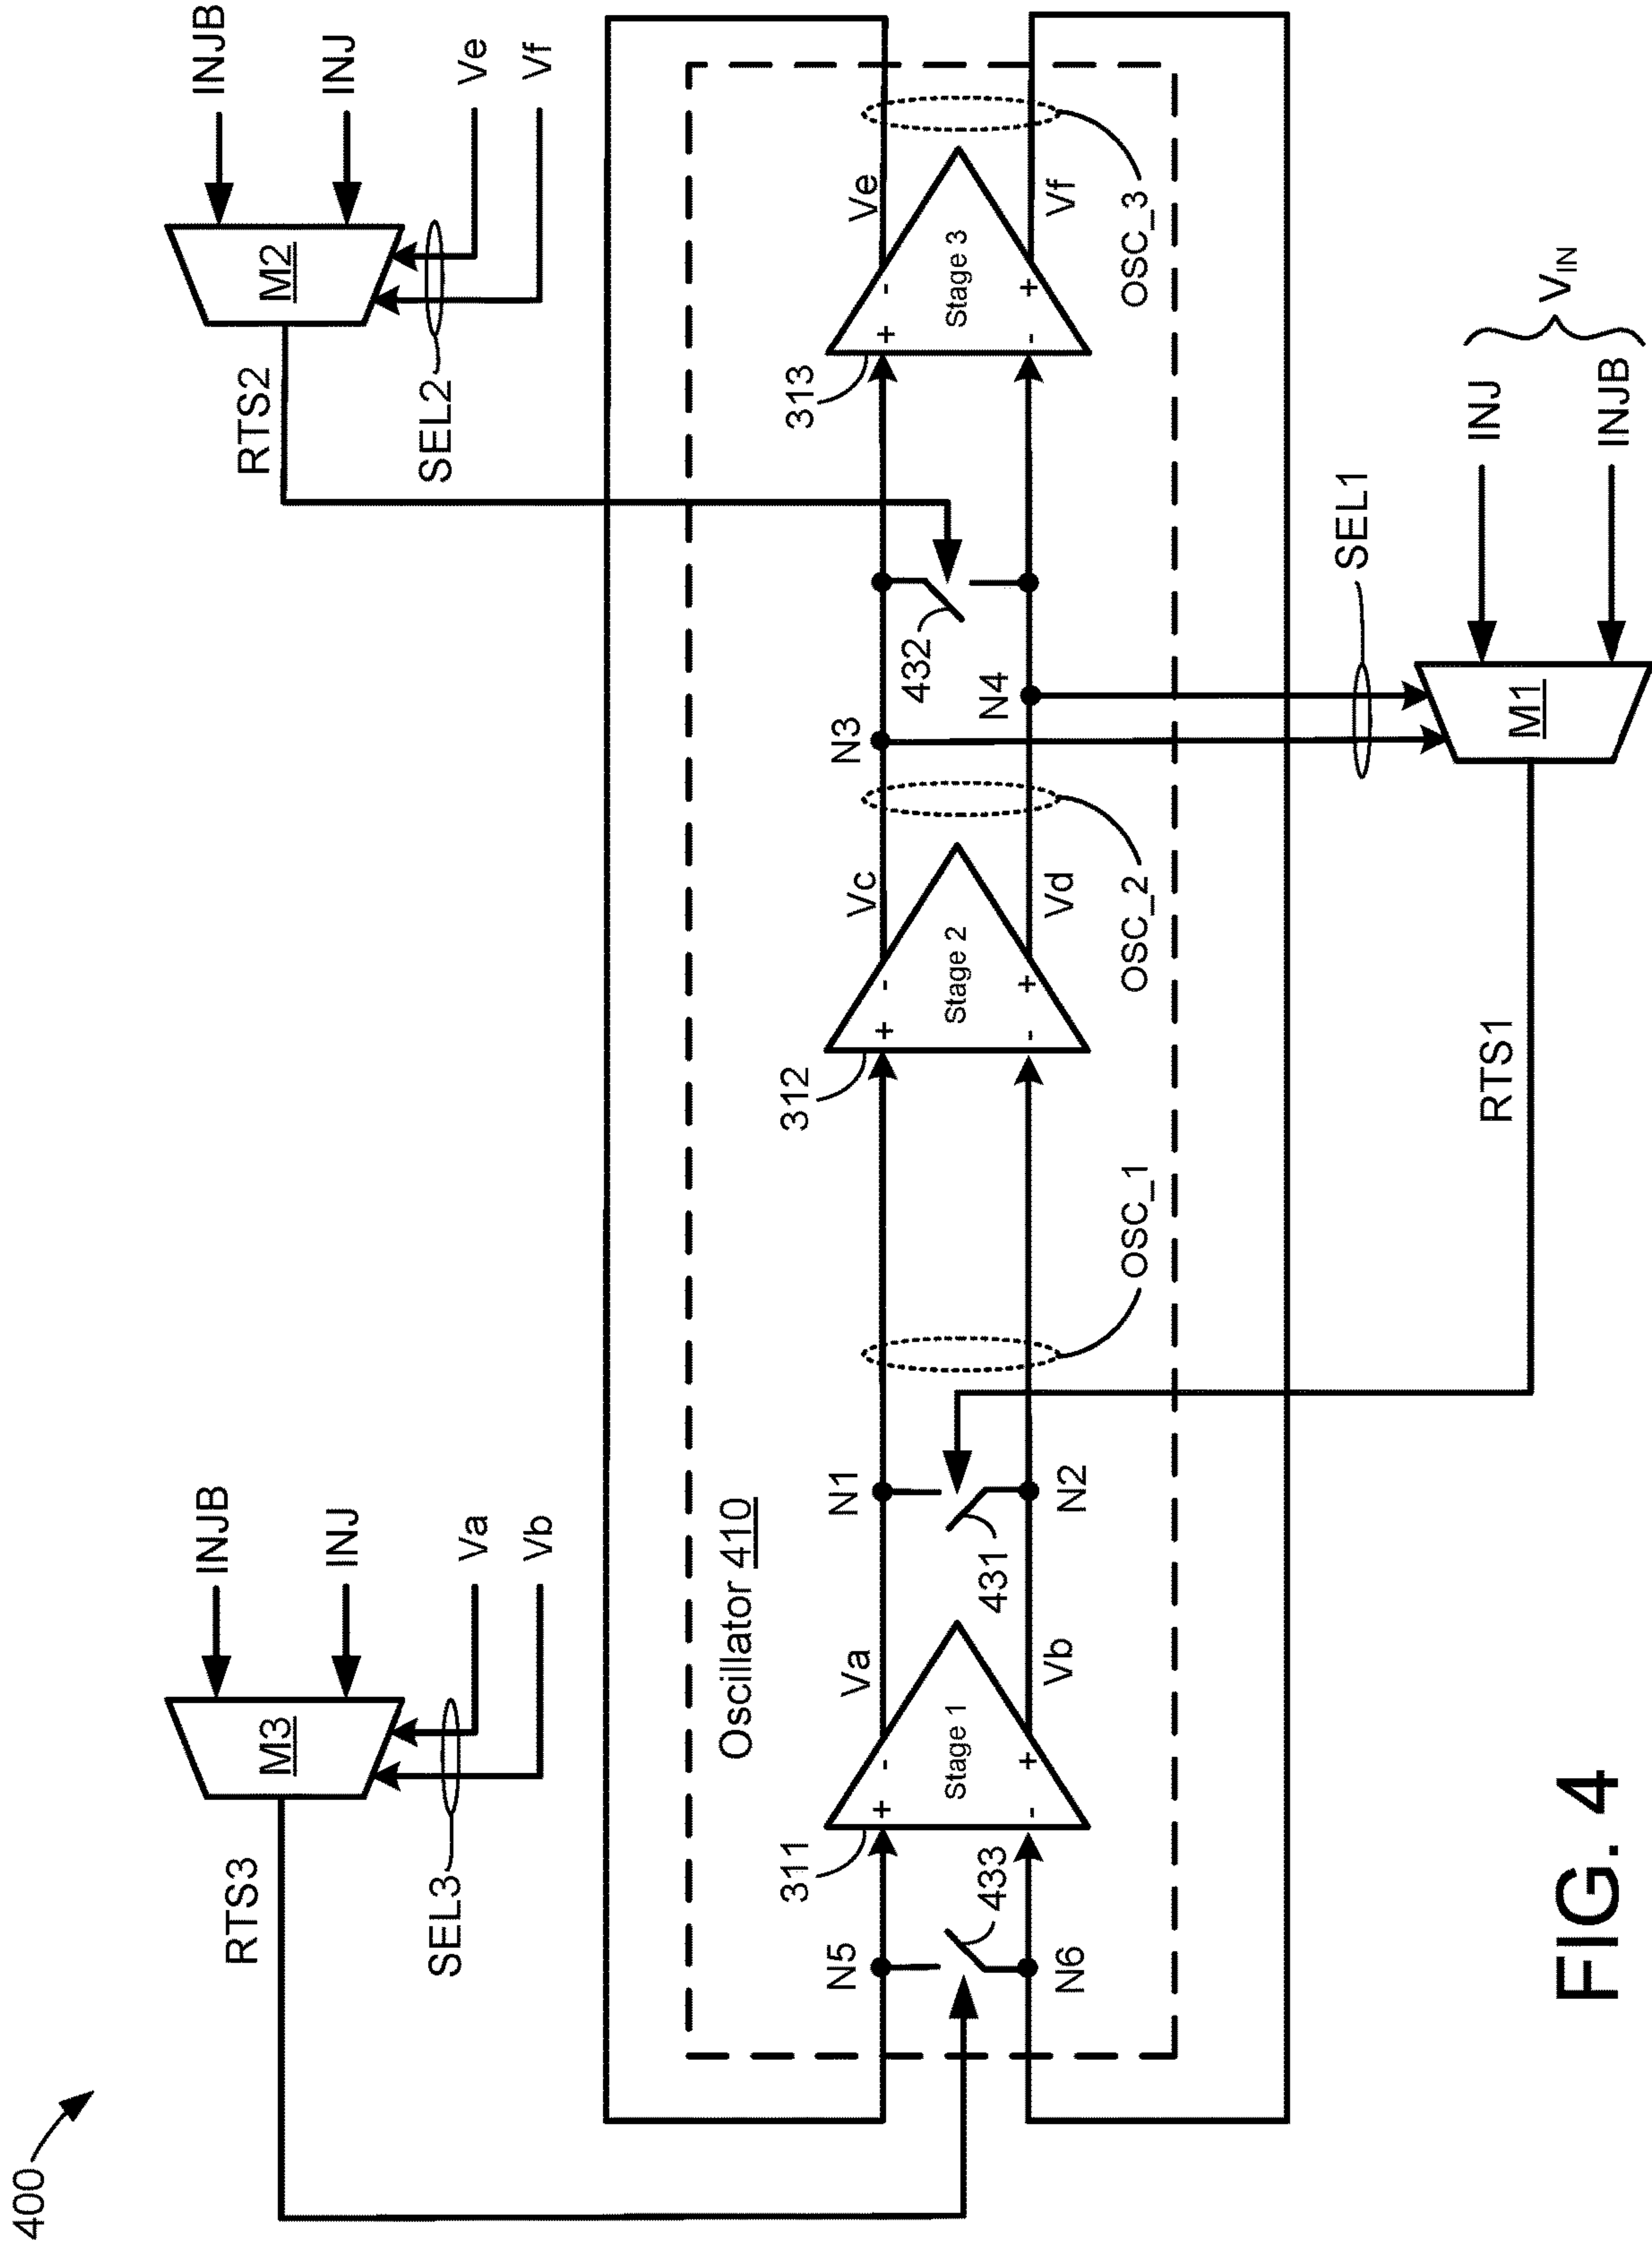 400
RTS3
M3
INJB
INJ
Va
Vb
SEL3
RTS2
M2
INJB
INJ
Ve
Vf
SEL2
Oscillator 410
N5
N6
433
311
+
-
Stage 1
-
+
Va
Vb
N1
N2
431
OSC_1
312
+
-
Stage 2
-
+
Vc
Vd
OSC_2
N3
N4
432
313
+
-
Stage 3
-
+
Ve
Vf
OSC_3
RTS1
M1
SEL1
INJ
INJB
VIN
FIG. 4